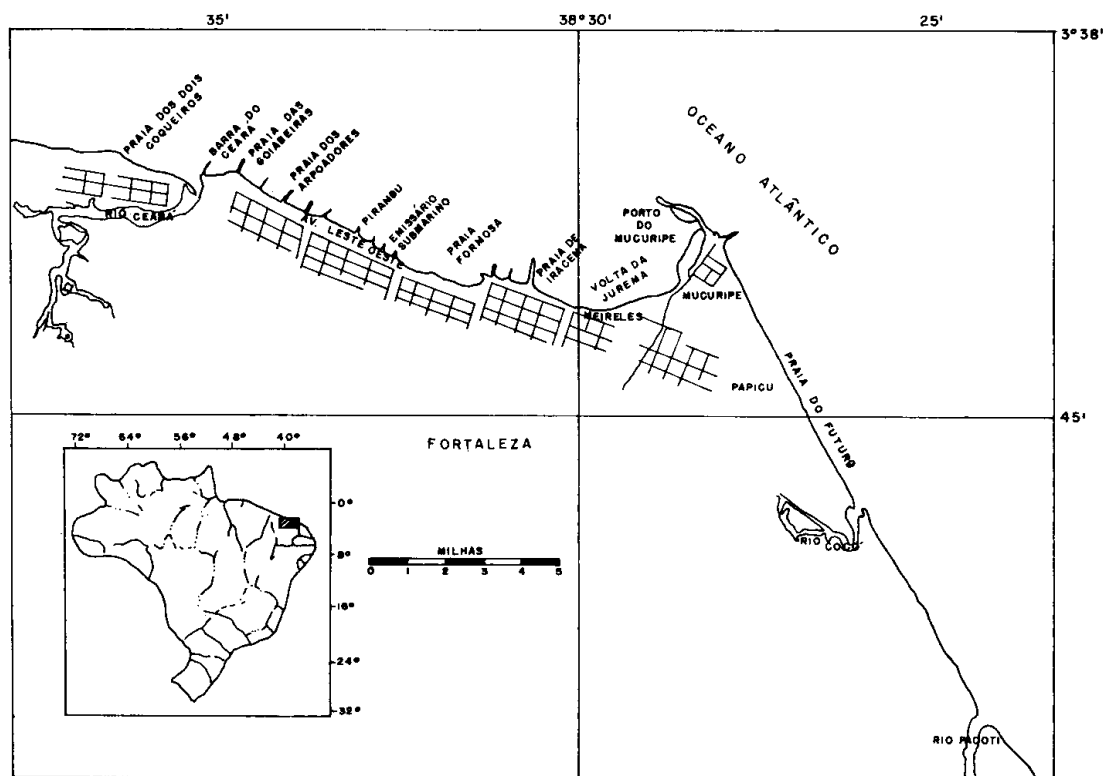 35'
38°30'
25'
3°38'
PRAIA DOS DOIS
COQUEIROS
BARRA DO
CEARÁ
PRAIA DAS
GOIABEIRAS
PRAIA DOS
ARPOADORES
PIRAMBU
EMISSÁRIO
SUBMARINO
PRAIA
FORMOSA
PRAIA DE
IRACEMA
VOLTA DA
JUREMA
PORTO
DO
MUCURIPE
OCEANO ATLÂNTICO
RIO CEARÁ
AV. LESTE OESTE
MEIRELES
MUCURIPE
PAPICU
PRAIA DO FUTURO
45'
FORTALEZA
72° 64° 56° 48° 40°
0°
8°
16°
24°
32°
MILHAS
0 1 2 3 4 5
RIO COCÓ
RIO PACOTI